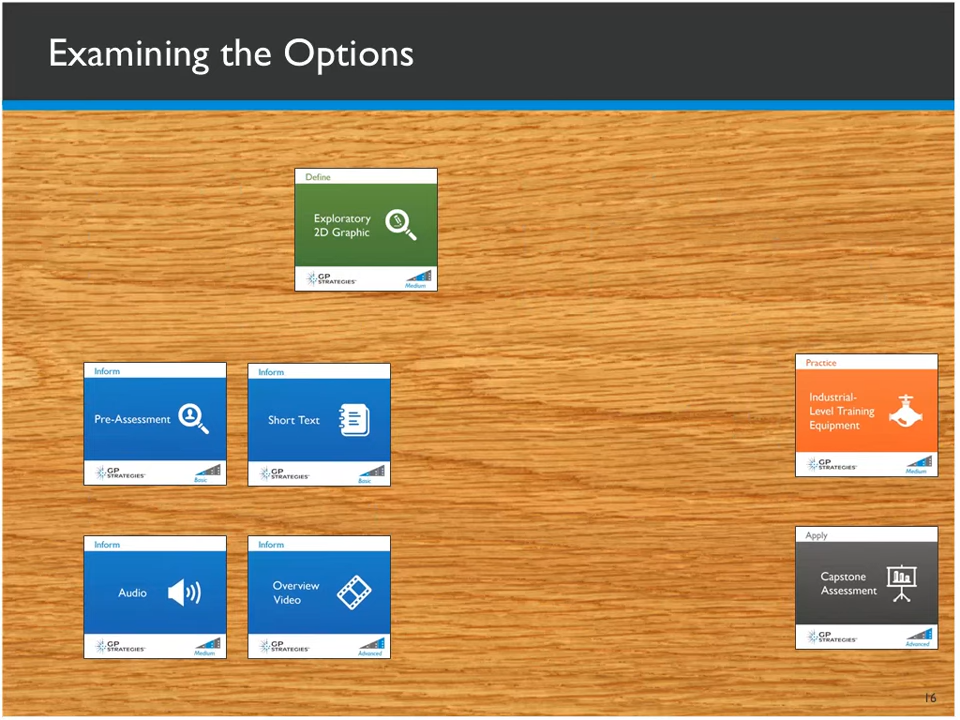 Examining the Options
Define
Exploratory
2D Graphic
GP
STRATEGIES
Medium
Inform
Pre-Assessment
GP
STRATEGIES
Basic
Inform
Short Text
GP
STRATEGIES
Basic
Practice
Industrial-
Level Training
Equipment
GP
STRATEGIES
Medium
Inform
Audio
GP
STRATEGIES
Medium
Inform
Overview
Video
GP
STRATEGIES
Advanced
Apply
Capstone
Assessment
GP
STRATEGIES
Advanced
16